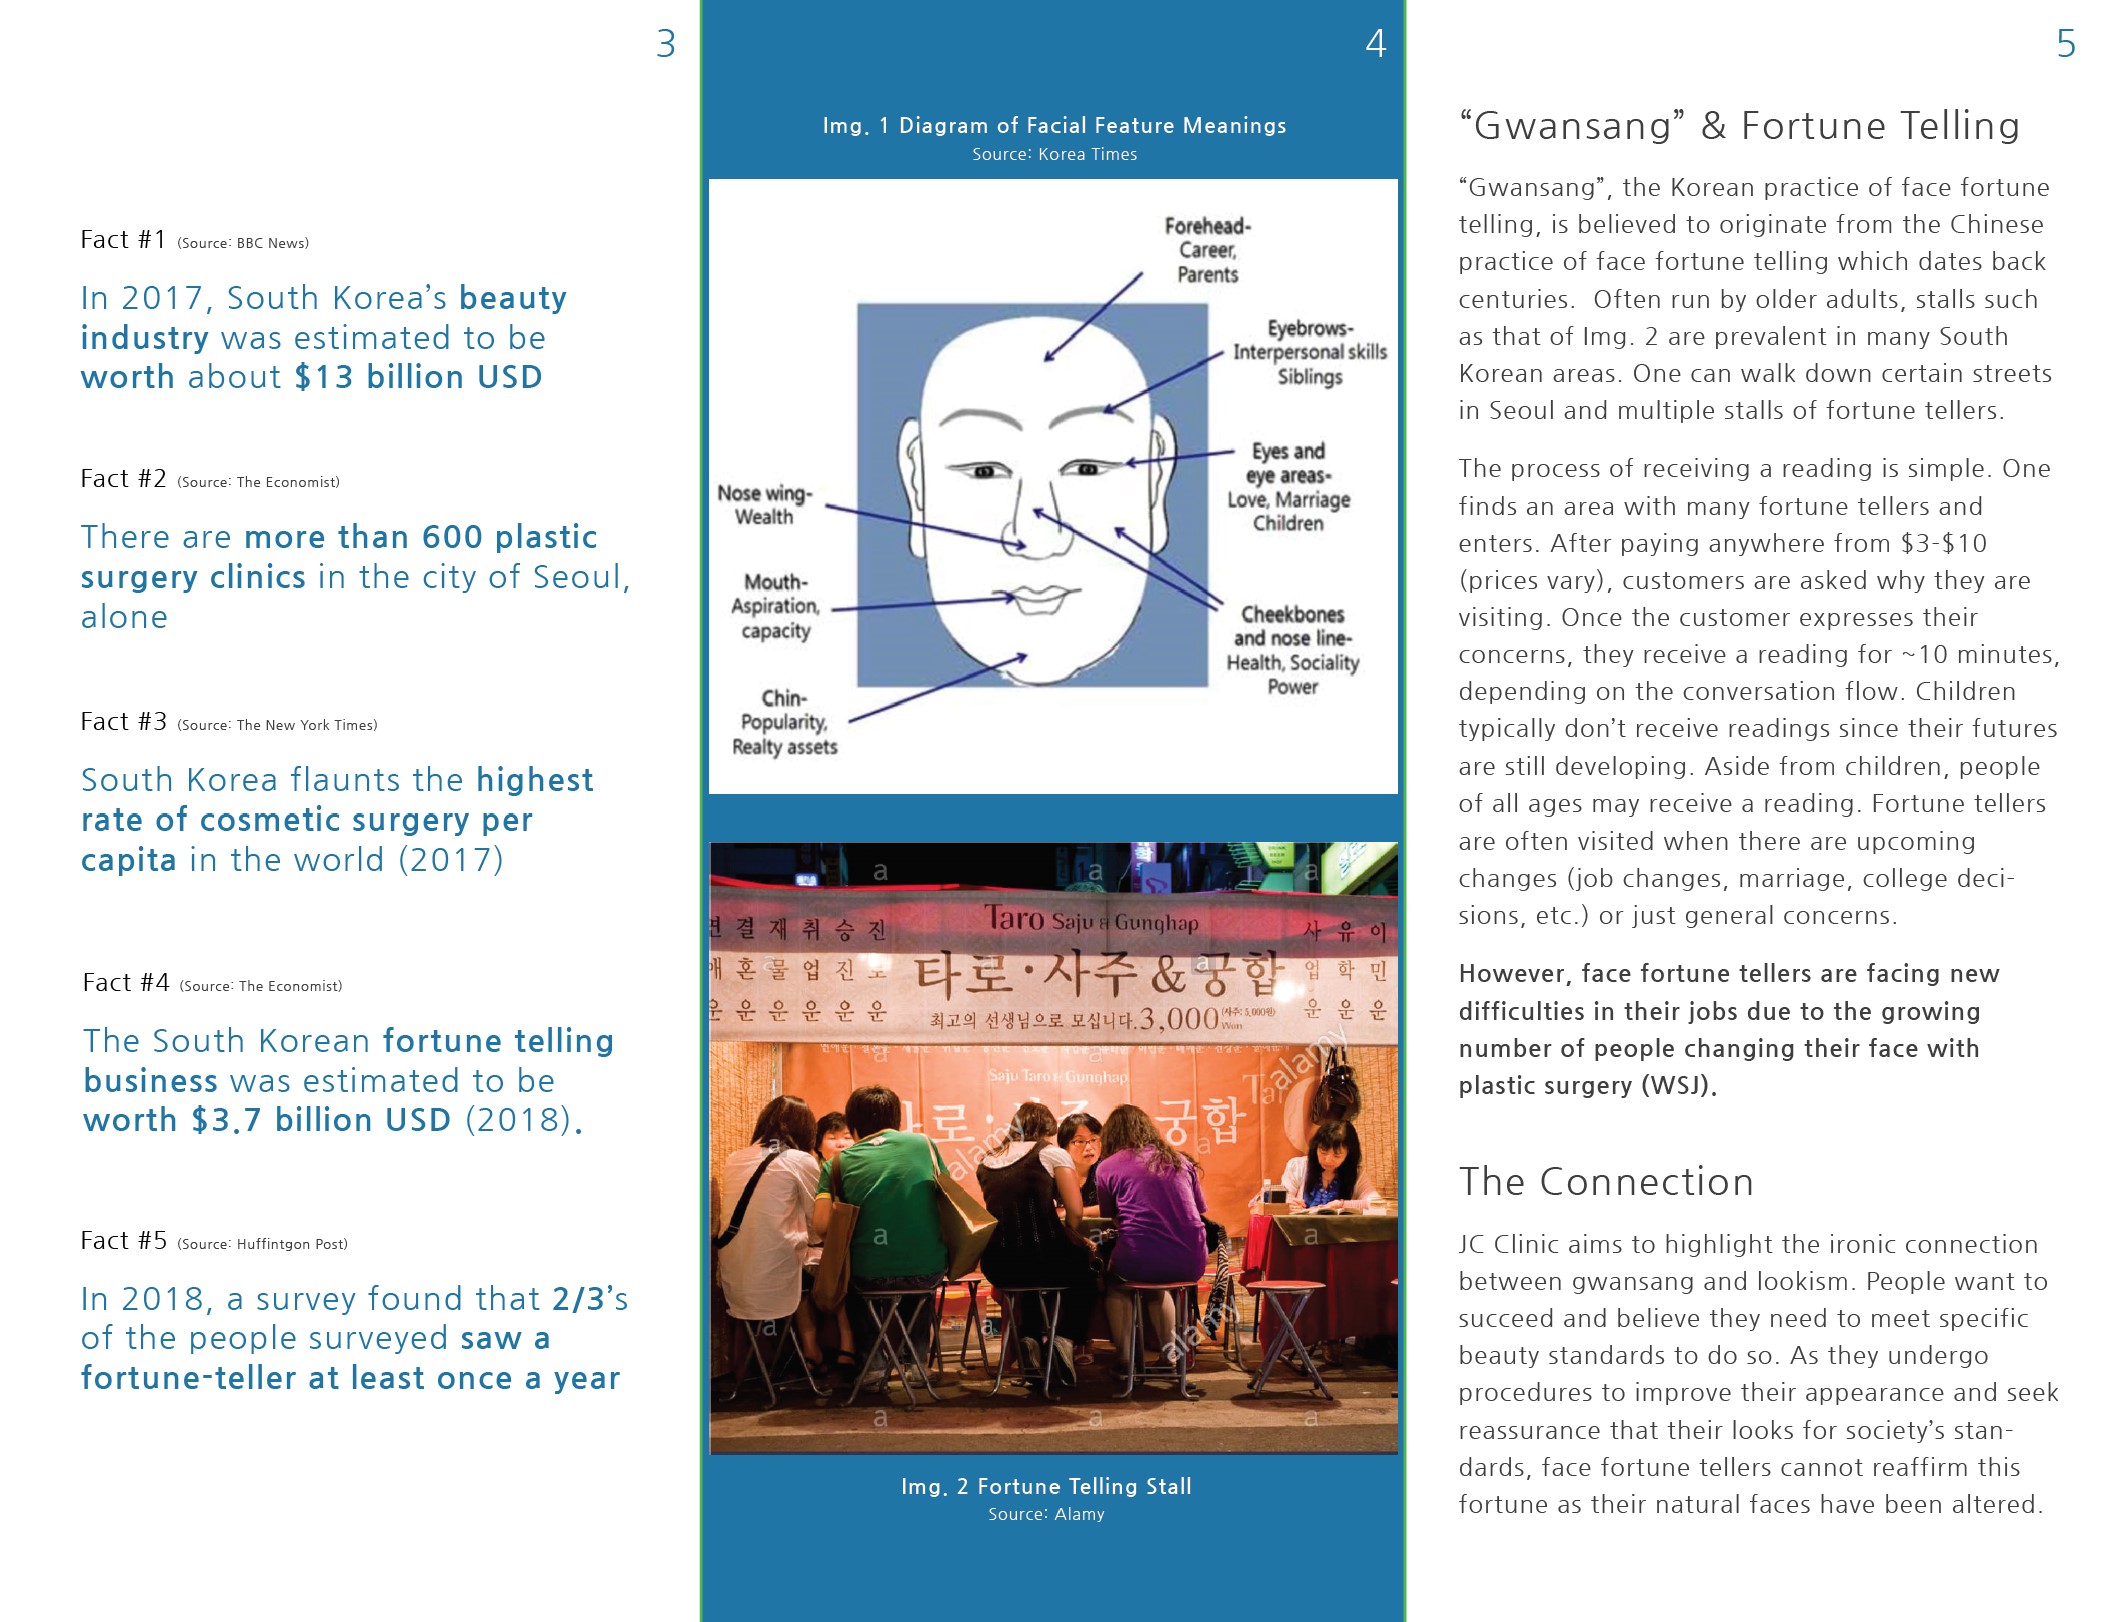 3
Fact #1 (Source: BBC News)
In 2017, South Korea's beauty
industry was estimated to be
worth about $13 billion USD
Fact #2 (Source: The Economist)
There are more than 600 plastic
surgery clinics in the city of Seoul,
alone
Fact #3 (Source: The New York Times)
South Korea flaunts the highest
rate of cosmetic surgery per
capita in the world (2017)
Fact #4 (Source: The Economist)
The South Korean fortune telling
business was estimated to be
worth $3.7 billion USD (2018).
Fact #5 (Source: Huffintgon Post)
In 2018, a survey found that 2/3's
of the people surveyed saw a
fortune-teller at least once a year
4
Img. 1 Diagram of Facial Feature Meanings
Source: Korea Times
Forehead-
Career,
Parents
Eyebrows-
Interpersonal skills
Siblings
Eyes and
eye areas-
Love, Marriage
Children
Nose wing-
Wealth
Mouth-
Aspiration,
capacity
Cheekbones
and nose line-
Health, Sociality
Power
Chin-
Popularity,
Realty assets
Taro Saju & Gunghap
연 결 재 취 승 진
사 유 이
애 혼 물 업 진 로
업 학 민
운 운 운 운 운 운
운 운 운
타로·사주&궁합
최고의 선생님으로 모십니다.3,000 Won (사주: 5,000원)
Saju Taro & Gunghap
타로·사주 궁합
alamy
alamy
alamy
Img. 2 Fortune Telling Stall
Source: Alamy
5
“Gwansang” & Fortune Telling
“Gwansang”, the Korean practice of face fortune
telling, is believed to originate from the Chinese
practice of face fortune telling which dates back
centuries.  Often run by older adults, stalls such
as that of Img. 2 are prevalent in many South
Korean areas. One can walk down certain streets
in Seoul and multiple stalls of fortune tellers.
The process of receiving a reading is simple. One
finds an area with many fortune tellers and
enters. After paying anywhere from $3-$10
(prices vary), customers are asked why they are
visiting. Once the customer expresses their
concerns, they receive a reading for ~10 minutes,
depending on the conversation flow. Children
typically don't receive readings since their futures
are still developing. Aside from children, people
of all ages may receive a reading. Fortune tellers
are often visited when there are upcoming
changes (job changes, marriage, college deci-
sions, etc.) or just general concerns.
However, face fortune tellers are facing new
difficulties in their jobs due to the growing
number of people changing their face with
plastic surgery (WSJ).
The Connection
JC Clinic aims to highlight the ironic connection
between gwansang and lookism. People want to
succeed and believe they need to meet specific
beauty standards to do so. As they undergo
procedures to improve their appearance and seek
reassurance that their looks for society's stan-
dards, face fortune tellers cannot reaffirm this
fortune as their natural faces have been altered.